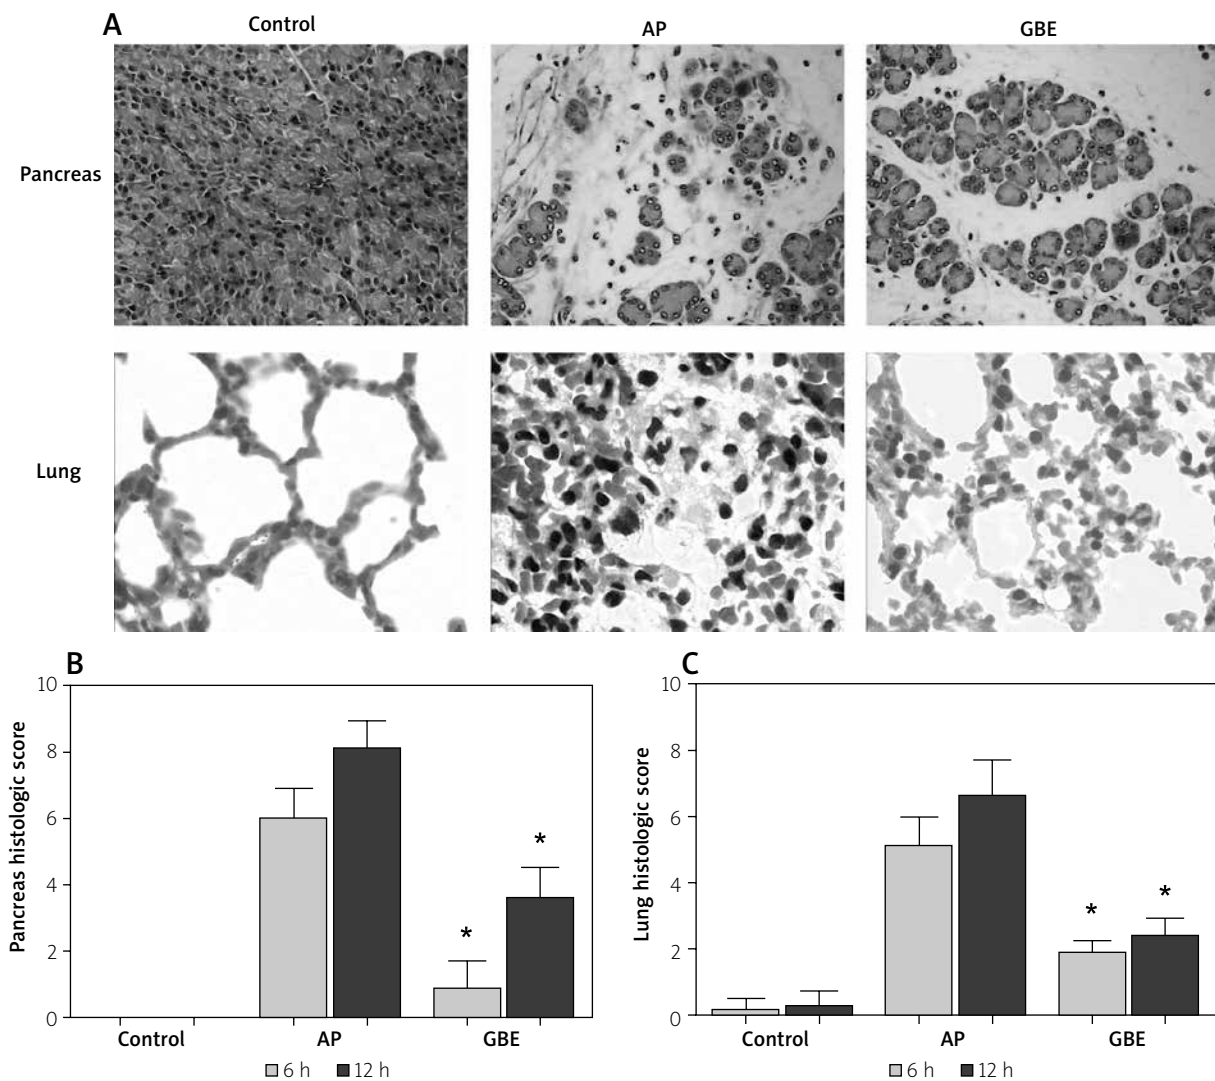 A
Control
AP
GBE
Pancreas
Lung
B
Pancreas histologic score
10
8
6
4
2
0
*
*
Control
AP
GBE
6 h
12 h
C
Lung histologic score
10
8
6
4
2
0
*
*
Control
AP
GBE
6 h
12 h